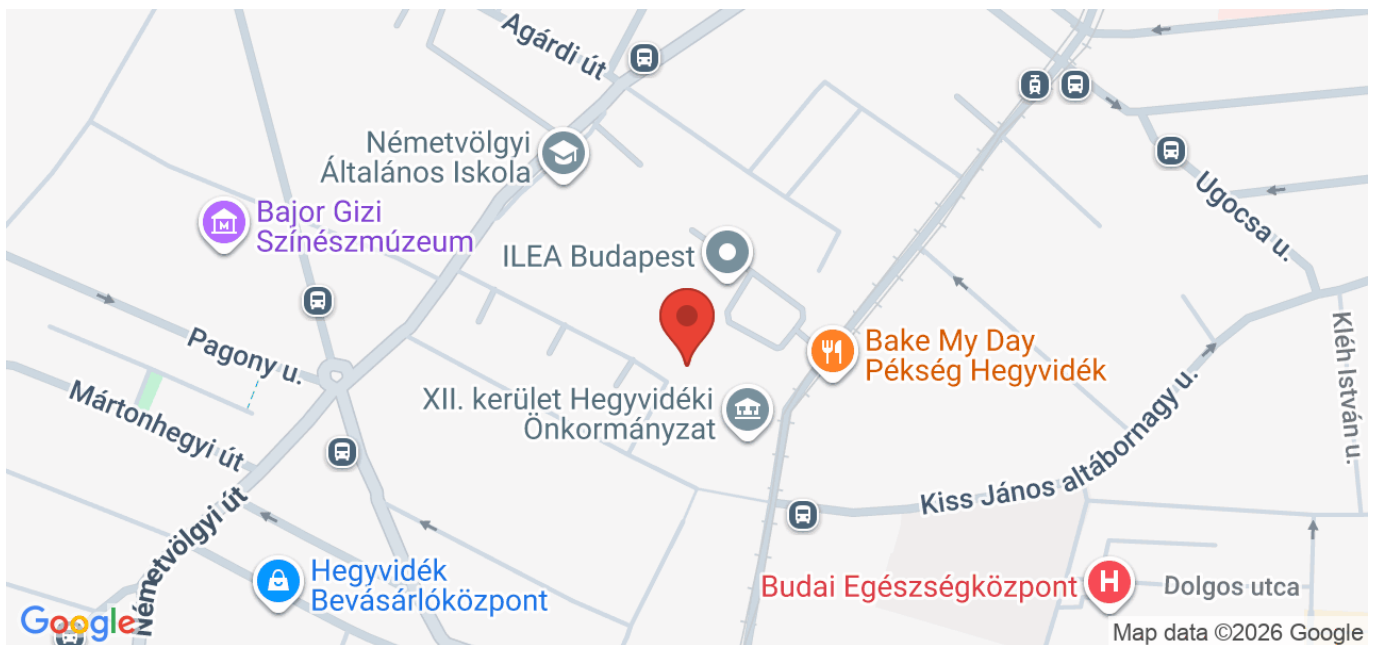 Agárdi út
Németvölgyi
Általános Iskola
Ugocsa u.
Bajor Gizi
Színészmúzeum
M
ILEA Budapest
Pagony u.
Bake My Day
Pékség Hegyvidék
Kléh István u.
Mártonhegyi út
XII. kerület Hegyvidéki
Önkormányzat
Kiss János altábornagy u.
Németvölgyi út
Hegyvidék
Bevásárlóközpont
Budai Egészségközpont
H
Dolgos utca
Google
Map data ©2026 Google